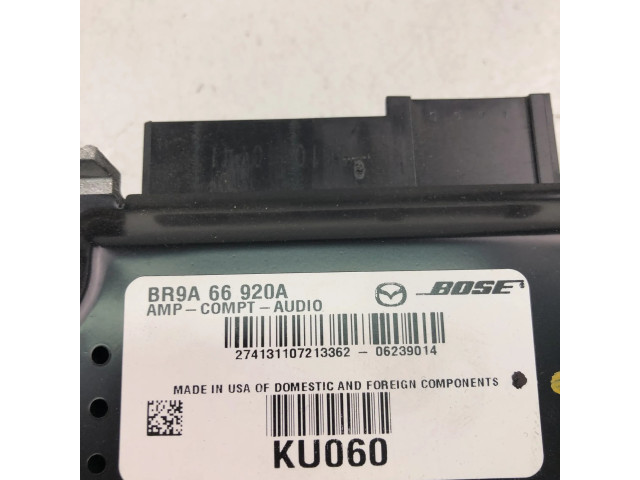 BR9A 66 920A
AMP-COMPT-AUDIO
BOSE
274131107213362 - 06239014
MADE IN USA OF DOMESTIC AND FOREIGN COMPONENTS
KU060